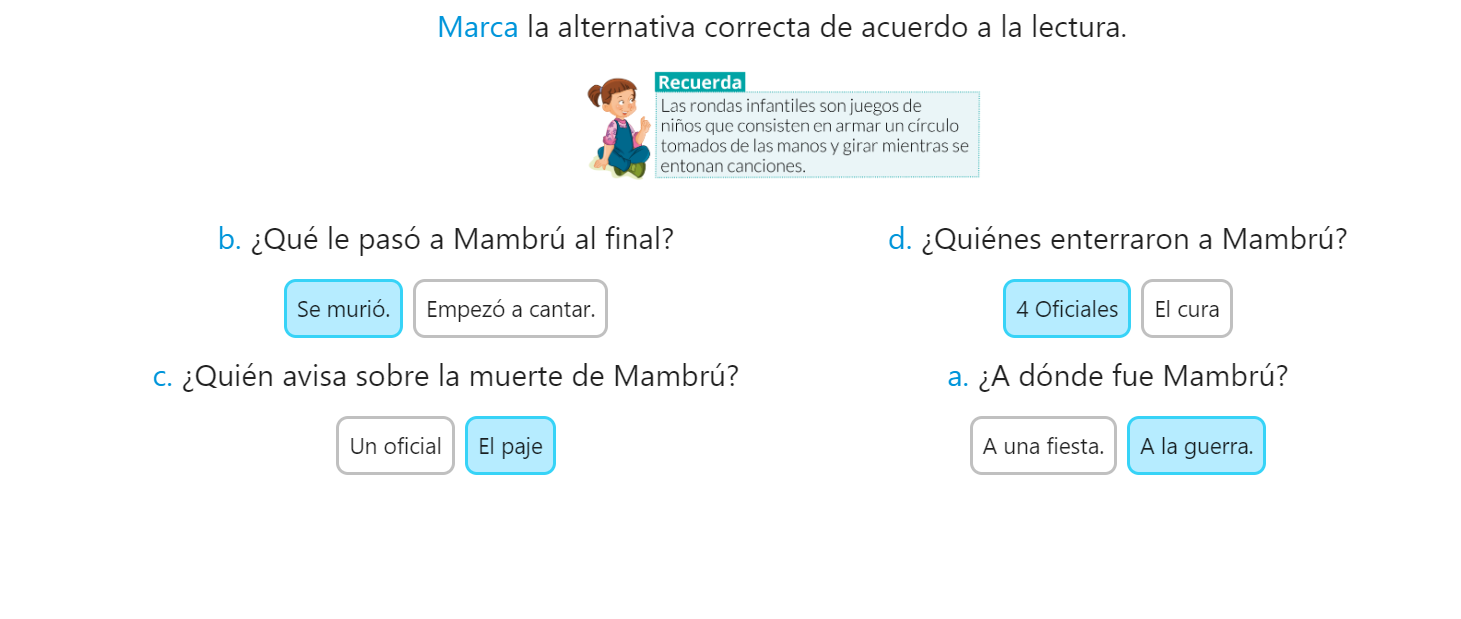 Marca la alternativa correcta de acuerdo a la lectura.
Recuerda
Las rondas infantiles son juegos de
niños que consisten en armar un círculo
tomados de las manos y girar mientras se
entonan canciones.
b. ¿Qué le pasó a Mambrú al final?
Se murió. Empezó a cantar.
d. ¿Quiénes enterraron a Mambrú?
4 Oficiales El cura
c. ¿Quién avisa sobre la muerte de Mambrú?
Un oficial El paje
a. ¿A dónde fue Mambrú?
A una fiesta. A la guerra.